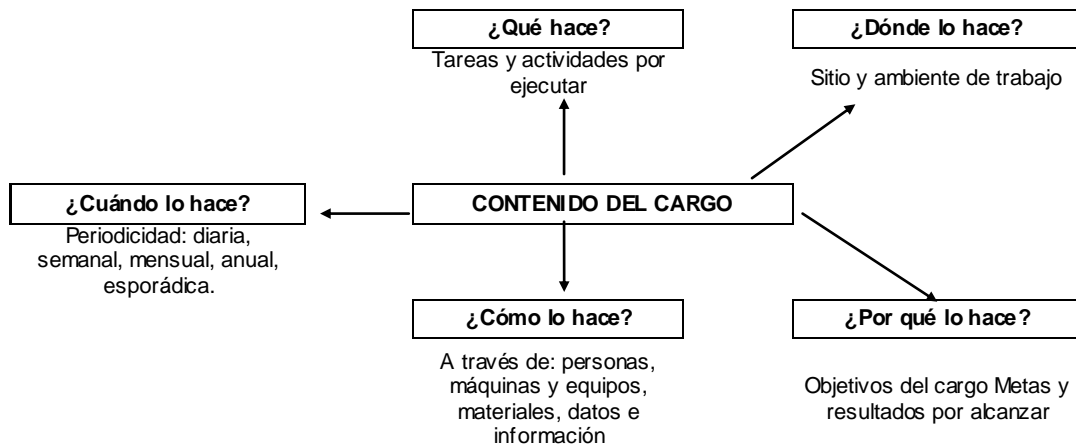 ¿Qué hace?
Tareas y actividades por
ejecutar
¿Dónde lo hace?
Sitio y ambiente de trabajo
¿Cuándo lo hace?
Periodicidad: diaria,
semanal, mensual, anual,
esporádica.
CONTENIDO DEL CARGO
¿Cómo lo hace?
A través de: personas,
máquinas y equipos,
materiales, datos e
información
¿Por qué lo hace?
Objetivos del cargo Metas y
resultados por alcanzar